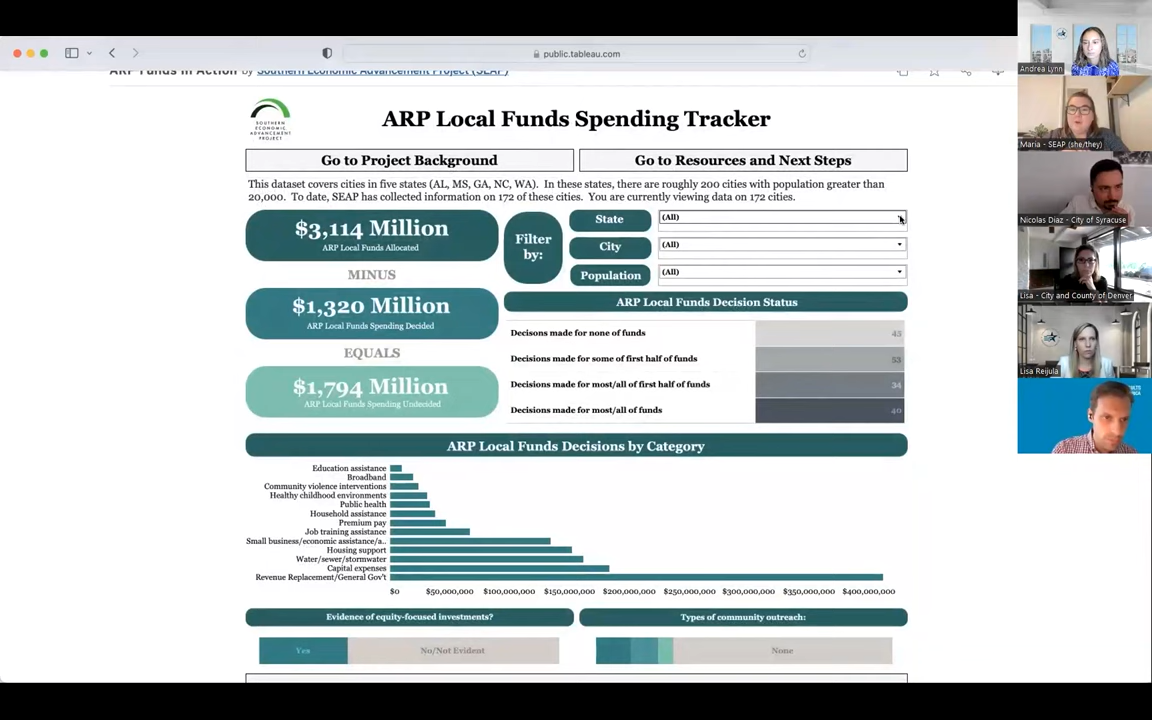 public.tableau.com
ARP Funds in Action by Southern Economic Advancement Project (SEAP)
SOUTHERN
ECONOMIC
ADVANCEMENT
PROJECT
ARP Local Funds Spending Tracker
Go to Project Background
Go to Resources and Next Steps
This dataset covers cities in five states (AL, MS, GA, NC, WA). In these states, there are roughly 200 cities with population greater than
20,000. To date, SEAP has collected information on 172 of these cities. You are currently viewing data on 172 cities.
$3,114 Million
ARP Local Funds Allocated
MINUS
$1,320 Million
ARP Local Funds Spending Decided
EQUALS
$1,794 Million
ARP Local Funds Spending Undecided
Filter
by:
State
(All)
City
(All)
Population
(All)
ARP Local Funds Decision Status
Decisons made for none of funds
45
Decisions made for some of first half of funds
53
Decisions made for most/all of first half of funds
34
Decisions made for most/all of funds
40
ARP Local Funds Decisions by Category
Education assistance
Broadband
Community violence interventions
Healthy childhood environments
Public health
Household assistance
Premium pay
Job training assistance
Small business/economic assistance/a..
Housing support
Water/sewer/stormwater
Capital expenses
Revenue Replacement/General Gov't
$0 $50,000,000 $100,000,000 $150,000,000 $200,000,000 $250,000,000 $300,000,000 $350,000,000 $400,000,000
Evidence of equity-focused investments?
Types of community outreach:
Yes
No/Not Evident
None
Andrea Lynn
Maria - SEAP (she/they)
Nicolas Diaz - City of Syracuse
Lisa - City and County of Denver
Lisa Reijula